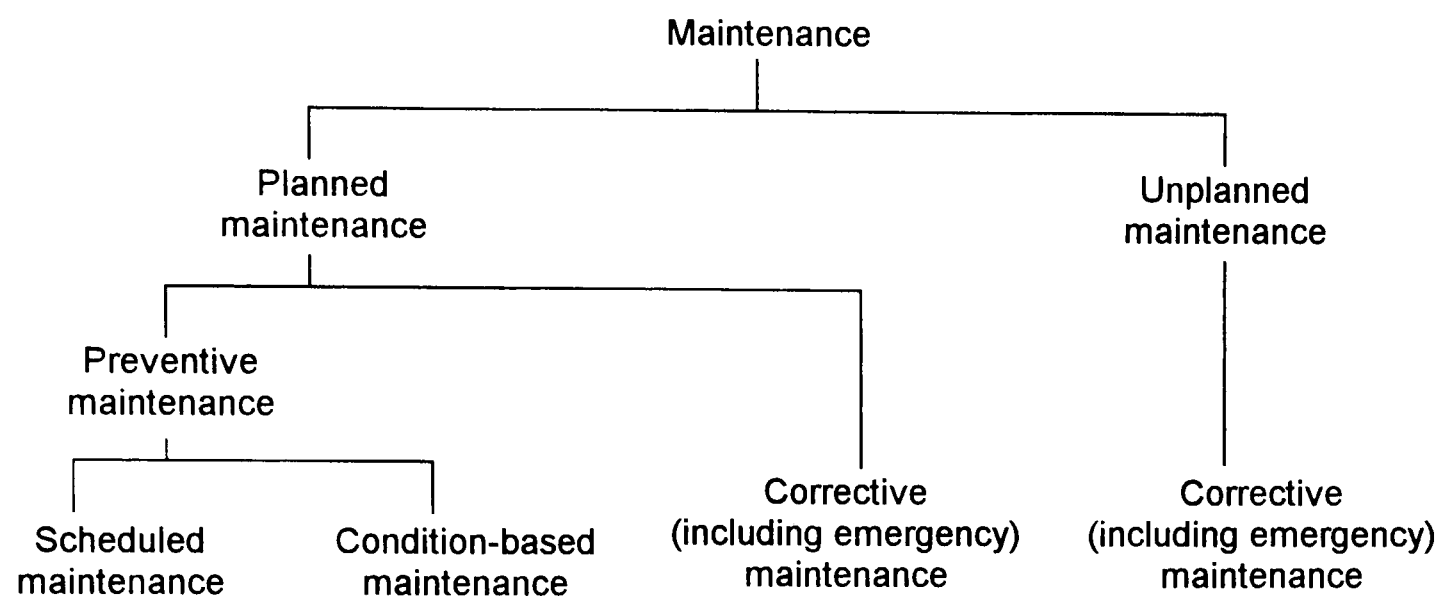 Maintenance
Planned
maintenance
Unplanned
maintenance
Preventive
maintenance
Scheduled
maintenance
Condition-based
maintenance
Corrective
(including emergency)
maintenance
Corrective
(including emergency)
maintenance